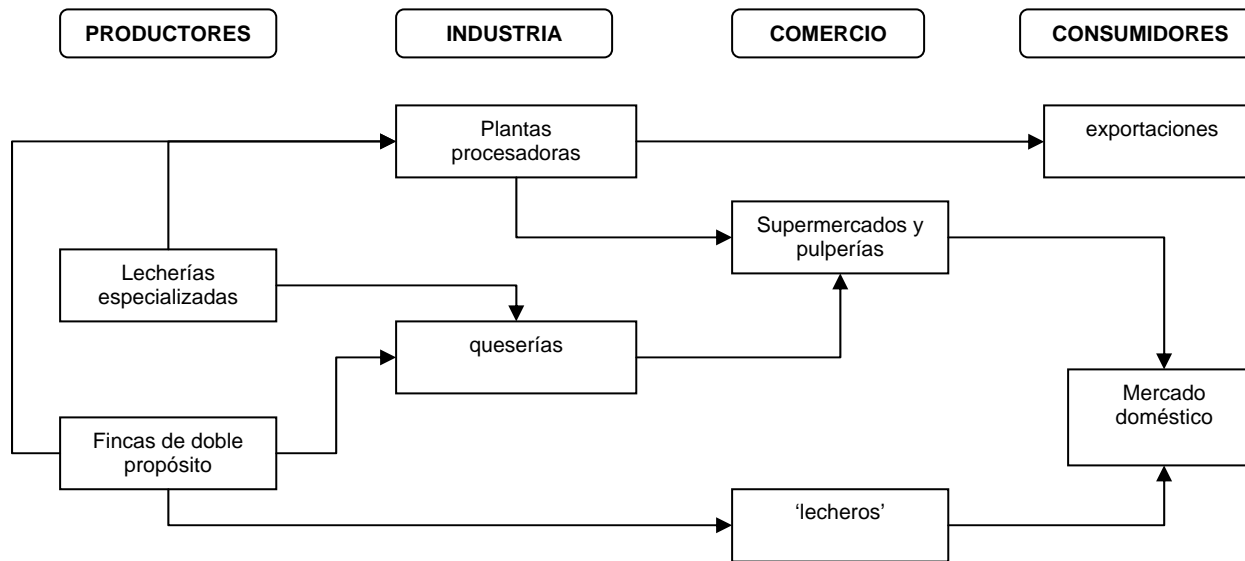 PRODUCTORES
INDUSTRIA
COMERCIO
CONSUMIDORES
Plantas
procesadoras
exportaciones
Supermercados y
pulperías
Lecherías
especializadas
queserías
Mercado
doméstico
Fincas de doble
propósito
‘lecheros’